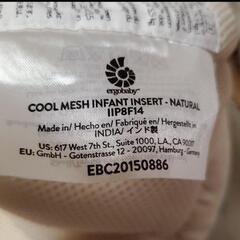 ergobaby
COOL MESH INFANT INSERT - NATURAL
IIP8F14
Made in/ Hecho en/ Fabriqué en/ Hergestellt in
INDIA/ インド製
US: 617 West 7th St., Suite 1000, L.A., CA 90017
EU: GmbH - Gotenstrasse 12 - 20097, Hamburg - Germany
EBC20150886